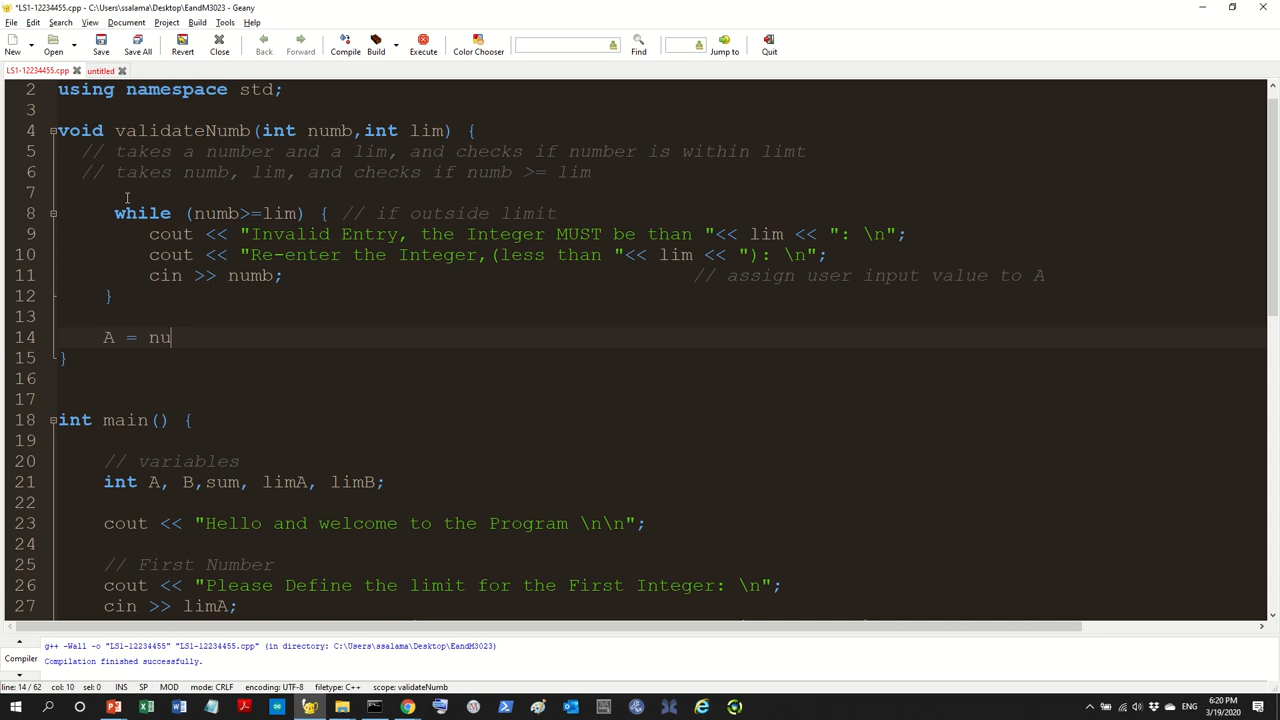 *LS1-12234455.cpp - C:\Users\ssalama\Desktop\EandM3023 - Geany
File Edit Search View Document Project Build Tools Help
New Open Save Save All Revert Close Back Forward Compile Build Execute Color Chooser Find Jump to Quit
LS1-12234455.cpp untitled
2 using namespace std;
3
4 void validateNumb(int numb,int lim) {
5 // takes a number and a lim, and checks if number is within limt
6 // takes numb, lim, and checks if numb >= lim
7
8 while (numb>=lim) { // if outside limit
9 cout << "Invalid Entry, the Integer MUST be than "<< lim << ": \n";
10 cout << "Re-enter the Integer,(less than "<< lim << "): \n";
11 cin >> numb; // assign user input value to A
12 }
13
14 A = nu
15 }
16
17
18 int main() {
19
20 // variables
21 int A, B,sum, limA, limB;
22
23 cout << "Hello and welcome to the Program \n\n";
24
25 // First Number
26 cout << "Please Define the limit for the First Integer: \n";
27 cin >> limA;
Compiler
g++ -Wall -o "LS1-12234455" "LS1-12234455.cpp" (in directory: C:\Users\ssalama\Desktop\EandM3023)
Compilation finished successfully.
line: 14 / 62 col: 10 sel: 0 INS SP MOD mode: CRLF encoding: UTF-8 filetype: C++ scope: validateNumb
6:20 PM
3/19/2020